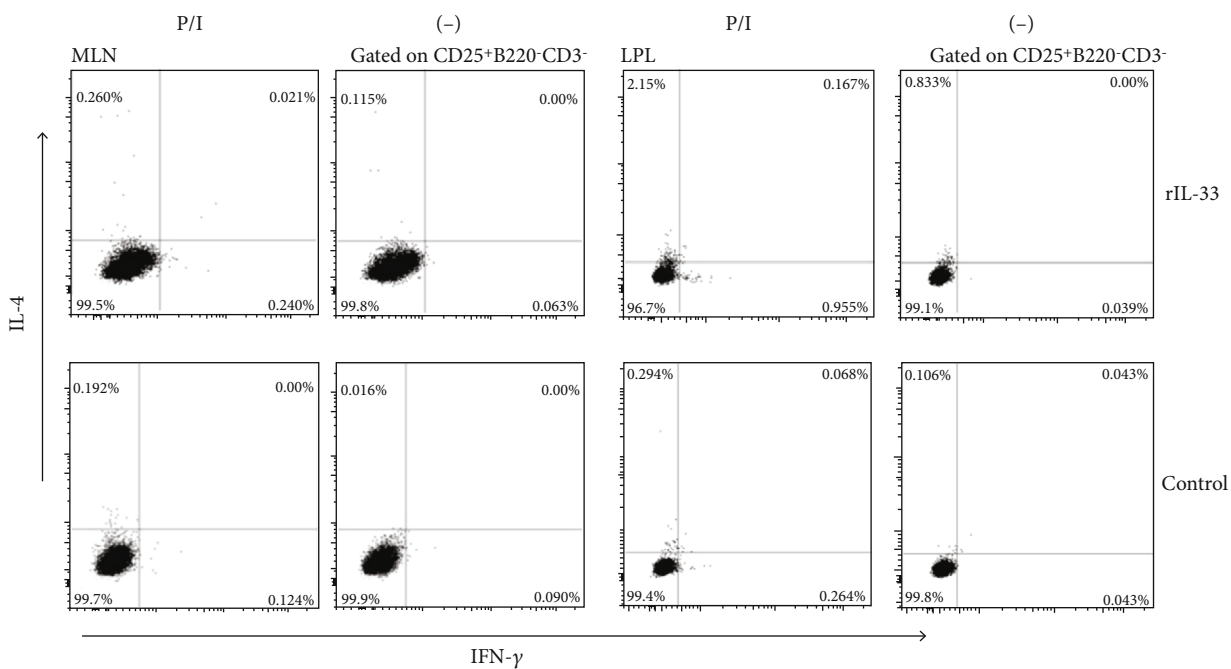 P/I (–) P/I (–)
MLN Gated on CD25⁺B220⁻CD3⁻ LPL Gated on CD25⁺B220⁻CD3⁻
0.260% 0.021% 0.115% 0.00% 2.15% 0.167% 0.833% 0.00%
rIL-33
99.5% 0.240% 99.8% 0.063% 96.7% 0.955% 99.1% 0.039%
IL-4
0.192% 0.00% 0.016% 0.00% 0.294% 0.068% 0.106% 0.043%
Control
99.7% 0.124% 99.9% 0.090% 99.4% 0.264% 99.8% 0.043%
IFN-γ